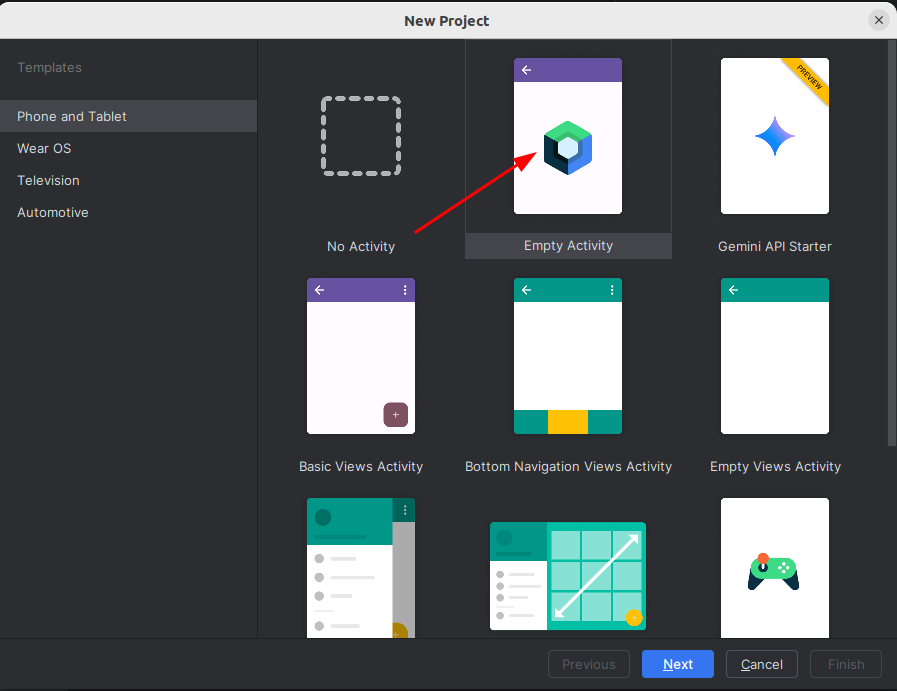 New Project
Templates
Phone and Tablet
Wear OS
Television
Automotive
PREVIEW
No Activity
Empty Activity
Gemini API Starter
Basic Views Activity
Bottom Navigation Views Activity
Empty Views Activity
Previous
Next
Cancel
Finish